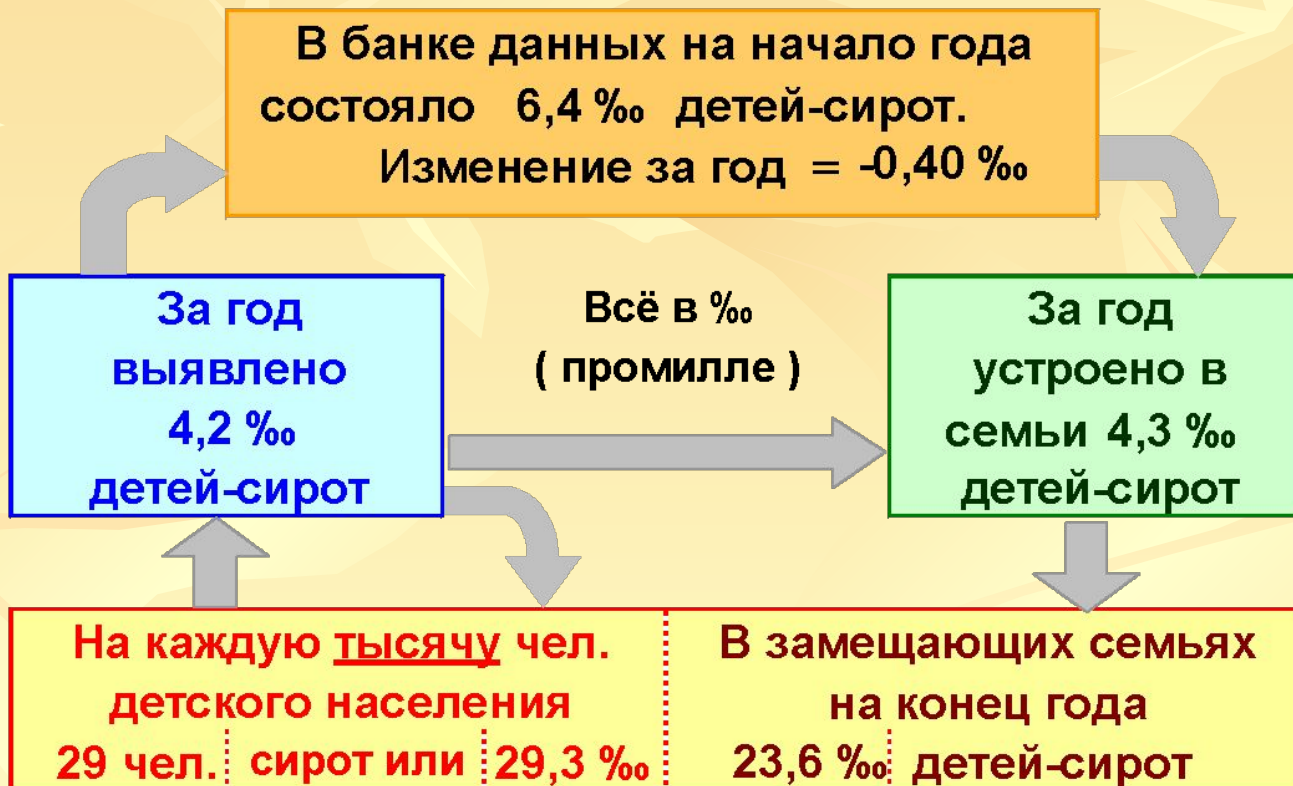 В банке данных на начало года
состояло 6,4 ‰ детей-сирот.
Изменение за год = -0,40 ‰
За год
выявлено
4,2 ‰
детей-сирот
Всё в ‰
( промилле )
За год
устроено в
семьи 4,3 ‰
детей-сирот
На каждую тысячу чел.
детского населения
29 чел. сирот или 29,3 ‰
В замещающих семьях
на конец года
23,6 ‰ детей-сирот